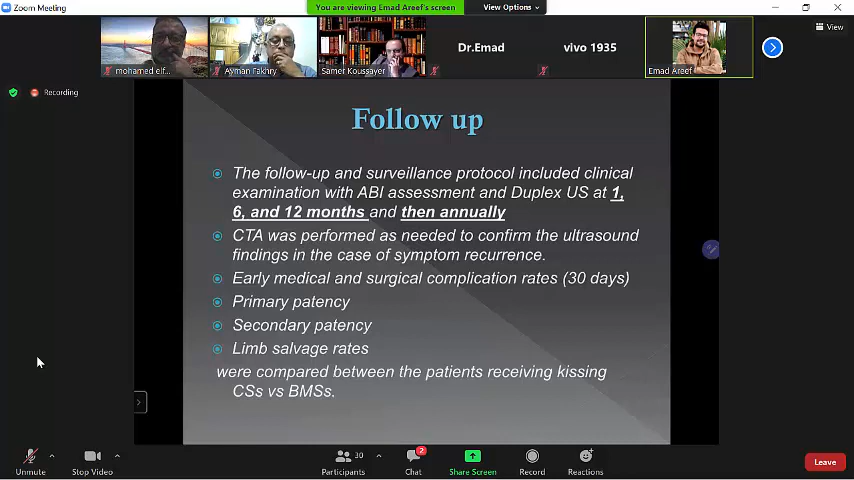 Zoom Meeting
You are viewing Emad Areef's screen
View Options
mohamed elf...
Ayman Fakhry
Samer Koussayer
Dr.Emad
vivo 1935
Emad Areef
View
Recording
Follow up
The follow-up and surveillance protocol included clinical
examination with ABI assessment and Duplex US at 1,
6, and 12 months and then annually
CTA was performed as needed to confirm the ultrasound
findings in the case of symptom recurrence.
Early medical and surgical complication rates (30 days)
Primary patency
Secondary patency
Limb salvage rates
were compared between the patients receiving kissing
CSs vs BMSs.
Unmute
Stop Video
30
Participants
2
Chat
Share Screen
Record
Reactions
Leave